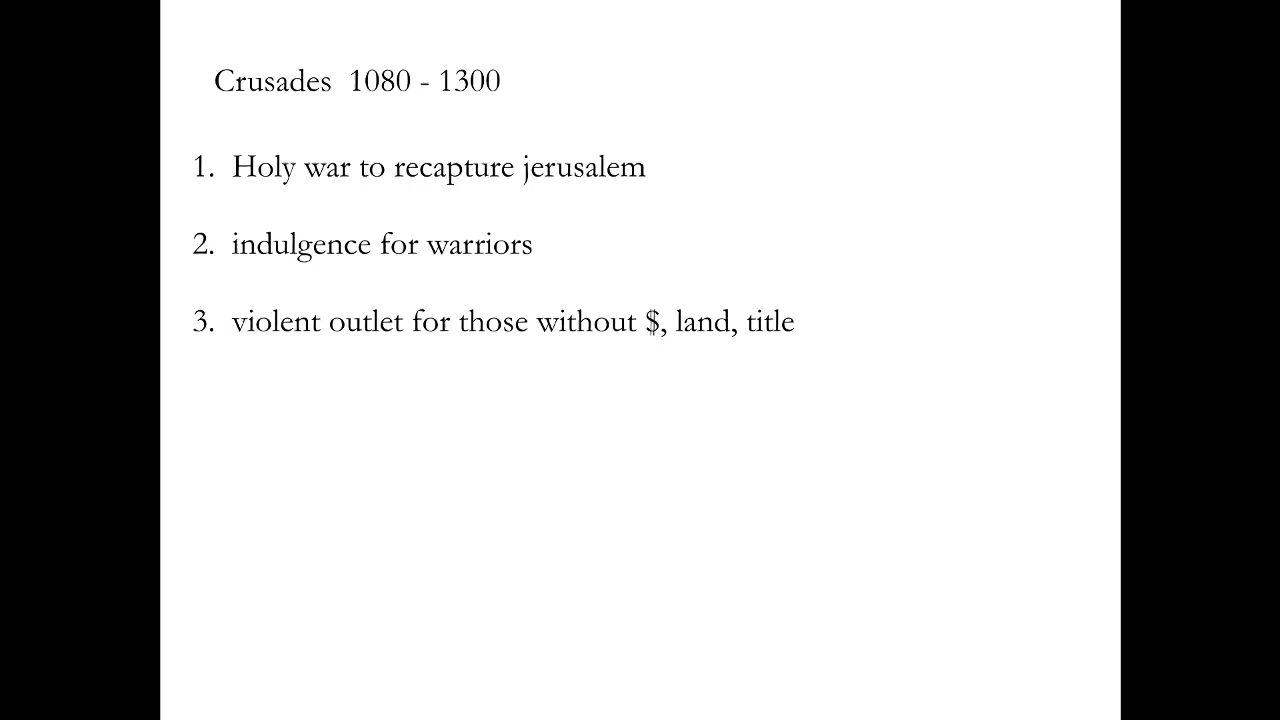 Crusades 1080 - 1300
1. Holy war to recapture jerusalem
2. indulgence for warriors
3. violent outlet for those without $, land, title